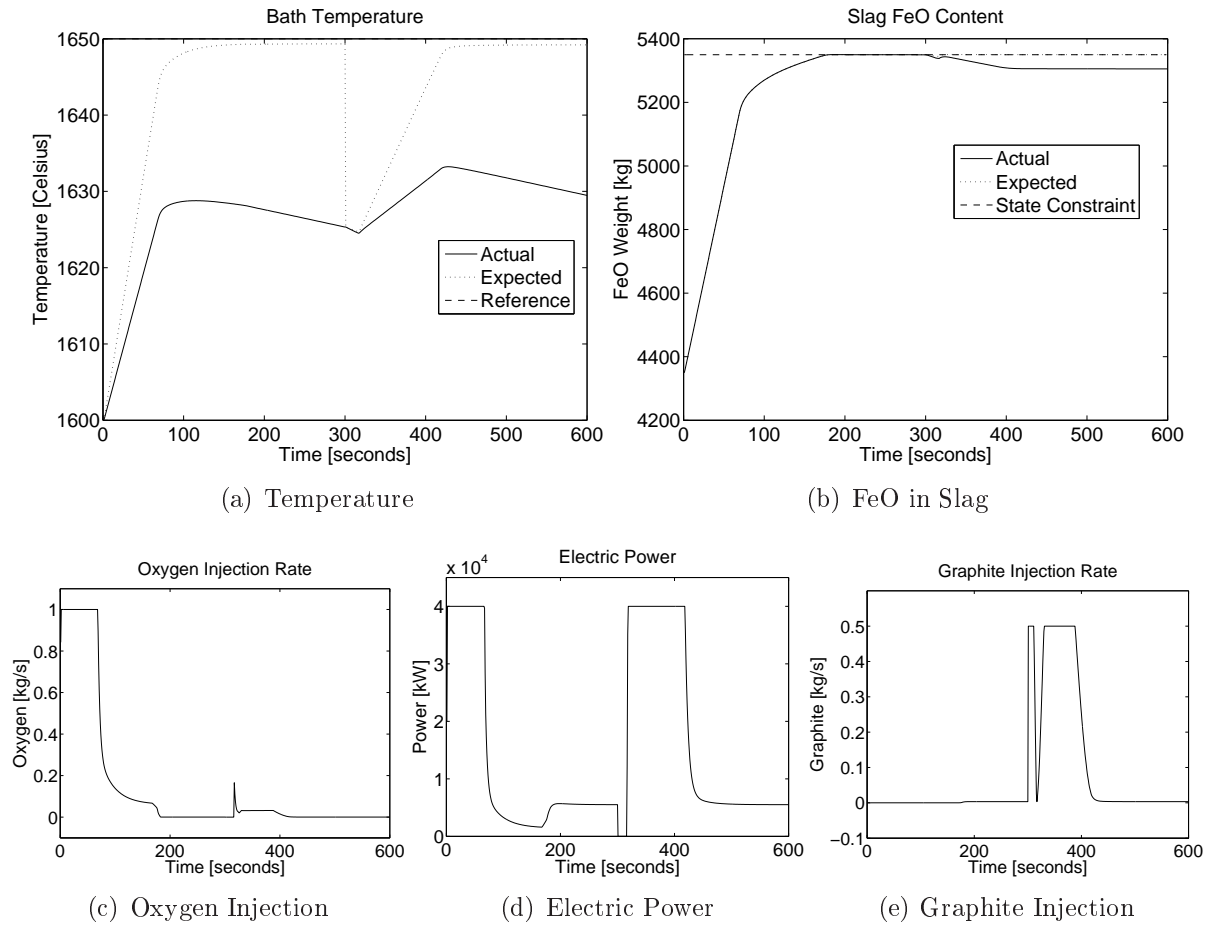 Bath Temperature
1650
1640
1630
1620
1610
1600
Temperature [Celsius]
Actual
Expected
Reference
0 100 200 300 400 500 600
Time [seconds]
(a) Temperature
Slag FeO Content
5400
5200
5000
4800
4600
4400
4200
FeO Weight [kg]
Actual
Expected
State Constraint
0 100 200 300 400 500 600
Time [seconds]
(b) FeO in Slag
Oxygen Injection Rate
1
0.8
0.6
0.4
0.2
0
Oxygen [kg/s]
0 200 400 600
Time [seconds]
(c) Oxygen Injection
Electric Power
x 10^4
4
3
2
1
0
Power [kW]
0 200 400 600
Time [seconds]
(d) Electric Power
Graphite Injection Rate
0.5
0.4
0.3
0.2
0.1
0
−0.1
Graphite [kg/s]
0 200 400 600
Time [seconds]
(e) Graphite Injection